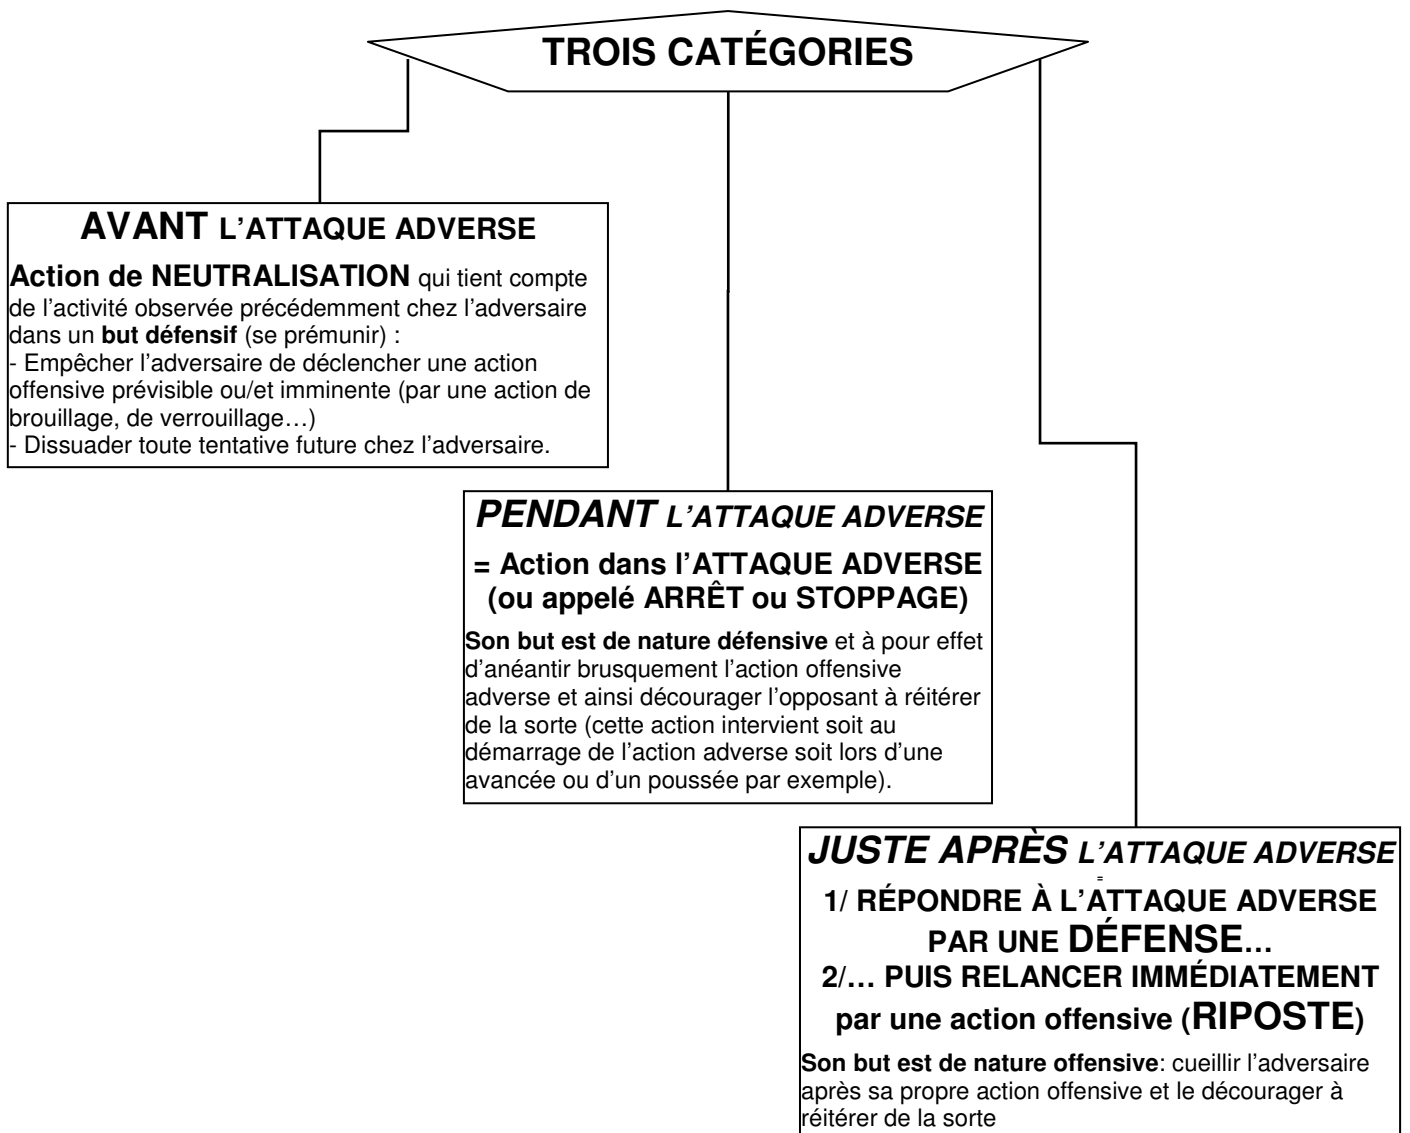 TROIS CATÉGORIES
AVANT L’ATTAQUE ADVERSE
Action de NEUTRALISATION qui tient compte
de l’activité observée précédemment chez l’adversaire
dans un but défensif (se prémunir) :
- Empêcher l’adversaire de déclencher une action
offensive prévisible ou/et imminente (par une action de
brouillage, de verrouillage…)
- Dissuader toute tentative future chez l’adversaire.
PENDANT L’ATTAQUE ADVERSE
= Action dans l’ATTAQUE ADVERSE
(ou appelé ARRÊT ou STOPPAGE)
Son but est de nature défensive et à pour effet
d’anéantir brusquement l’action offensive
adverse et ainsi décourager l’opposant à réitérer
de la sorte (cette action intervient soit au
démarrage de l’action adverse soit lors d’une
avancée ou d’un poussée par exemple).
JUSTE APRÈS L’ATTAQUE ADVERSE
=
1/ RÉPONDRE À L’ATTAQUE ADVERSE
PAR UNE DÉFENSE…
2/… PUIS RELANCER IMMÉDIATEMENT
par une action offensive (RIPOSTE)
Son but est de nature offensive: cueillir l’adversaire
après sa propre action offensive et le décourager à
réitérer de la sorte